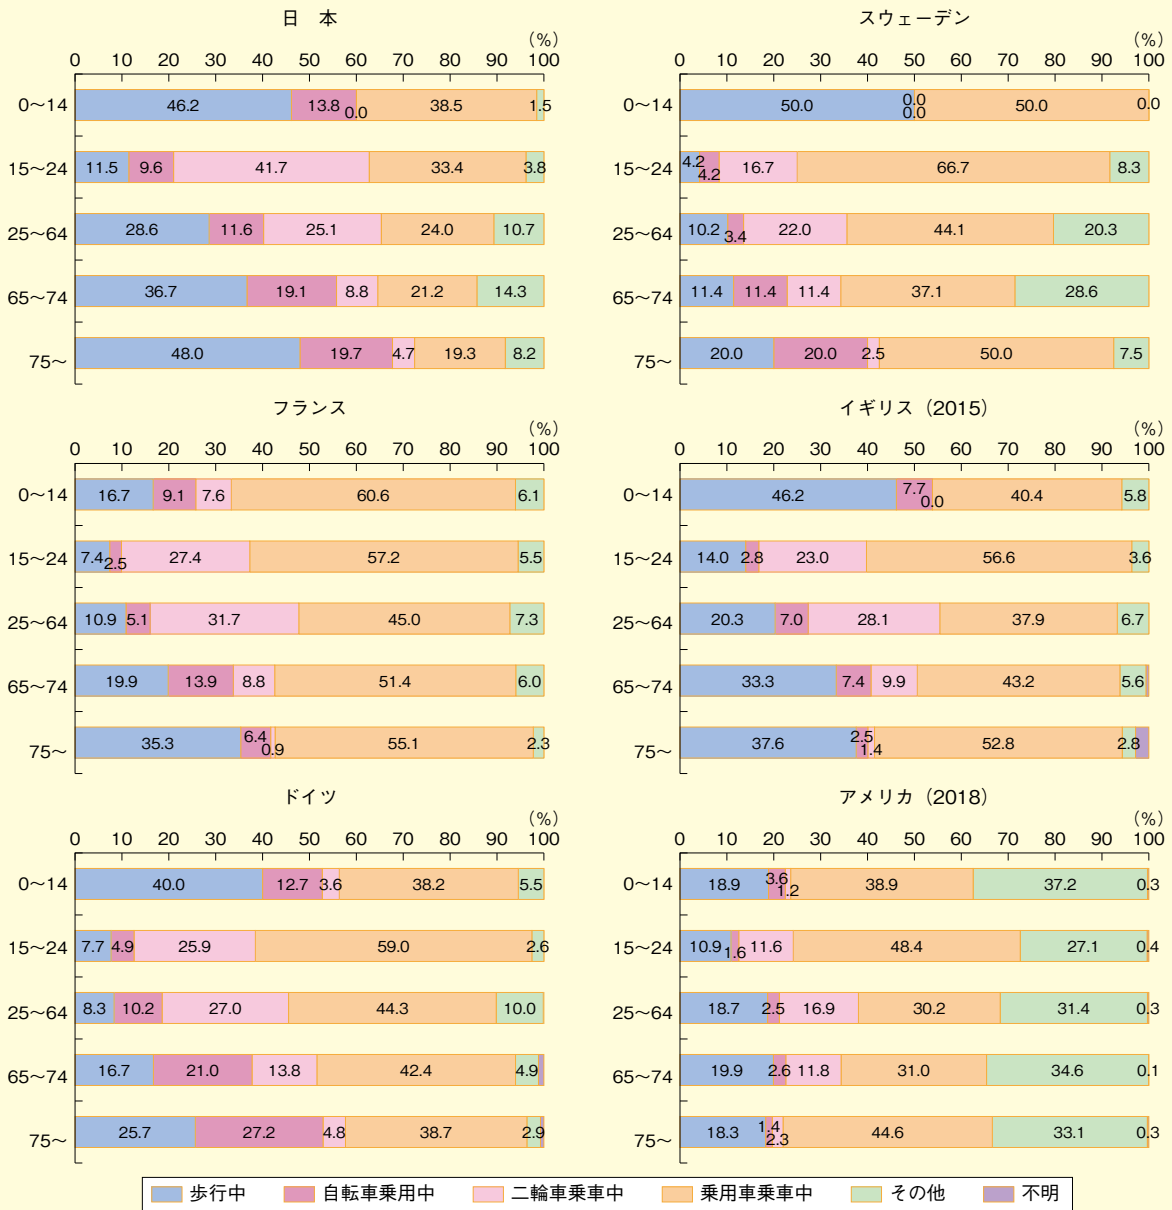 日　本
(%)
0 10 20 30 40 50 60 70 80 90 100
0～14 46.2 13.8 0.0 38.5 1.5
15～24 11.5 9.6 41.7 33.4 3.8
25～64 28.6 11.6 25.1 24.0 10.7
65～74 36.7 19.1 8.8 21.2 14.3
75～ 48.0 19.7 4.7 19.3 8.2
スウェーデン
(%)
0 10 20 30 40 50 60 70 80 90 100
0～14 50.0 0.0 0.0 50.0 0.0
15～24 4.2 4.2 16.7 66.7 8.3
25～64 10.2 3.4 22.0 44.1 20.3
65～74 11.4 11.4 11.4 37.1 28.6
75～ 20.0 20.0 2.5 50.0 7.5
フランス
(%)
0 10 20 30 40 50 60 70 80 90 100
0～14 16.7 9.1 7.6 60.6 6.1
15～24 7.4 2.5 27.4 57.2 5.5
25～64 10.9 5.1 31.7 45.0 7.3
65～74 19.9 13.9 8.8 51.4 6.0
75～ 35.3 6.4 0.9 55.1 2.3
イギリス（2015）
(%)
0 10 20 30 40 50 60 70 80 90 100
0～14 46.2 7.7 0.0 40.4 5.8
15～24 14.0 2.8 23.0 56.6 3.6
25～64 20.3 7.0 28.1 37.9 6.7
65～74 33.3 7.4 9.9 43.2 5.6
75～ 37.6 2.5 1.4 52.8 2.8
ドイツ
(%)
0 10 20 30 40 50 60 70 80 90 100
0～14 40.0 12.7 3.6 38.2 5.5
15～24 7.7 4.9 25.9 59.0 2.6
25～64 8.3 10.2 27.0 44.3 10.0
65～74 16.7 21.0 13.8 42.4 4.9
75～ 25.7 27.2 4.8 38.7 2.9
アメリカ（2018）
(%)
0 10 20 30 40 50 60 70 80 90 100
0～14 18.9 3.6 1.2 38.9 37.2 0.3
15～24 10.9 1.6 11.6 48.4 27.1 0.4
25～64 18.7 2.5 16.9 30.2 31.4 0.3
65～74 19.9 2.6 11.8 31.0 34.6 0.1
75～ 18.3 1.4 2.3 44.6 33.1 0.3
歩行中 自転車乗用中 二輪車乗車中 乗用車乗車中 その他 不明